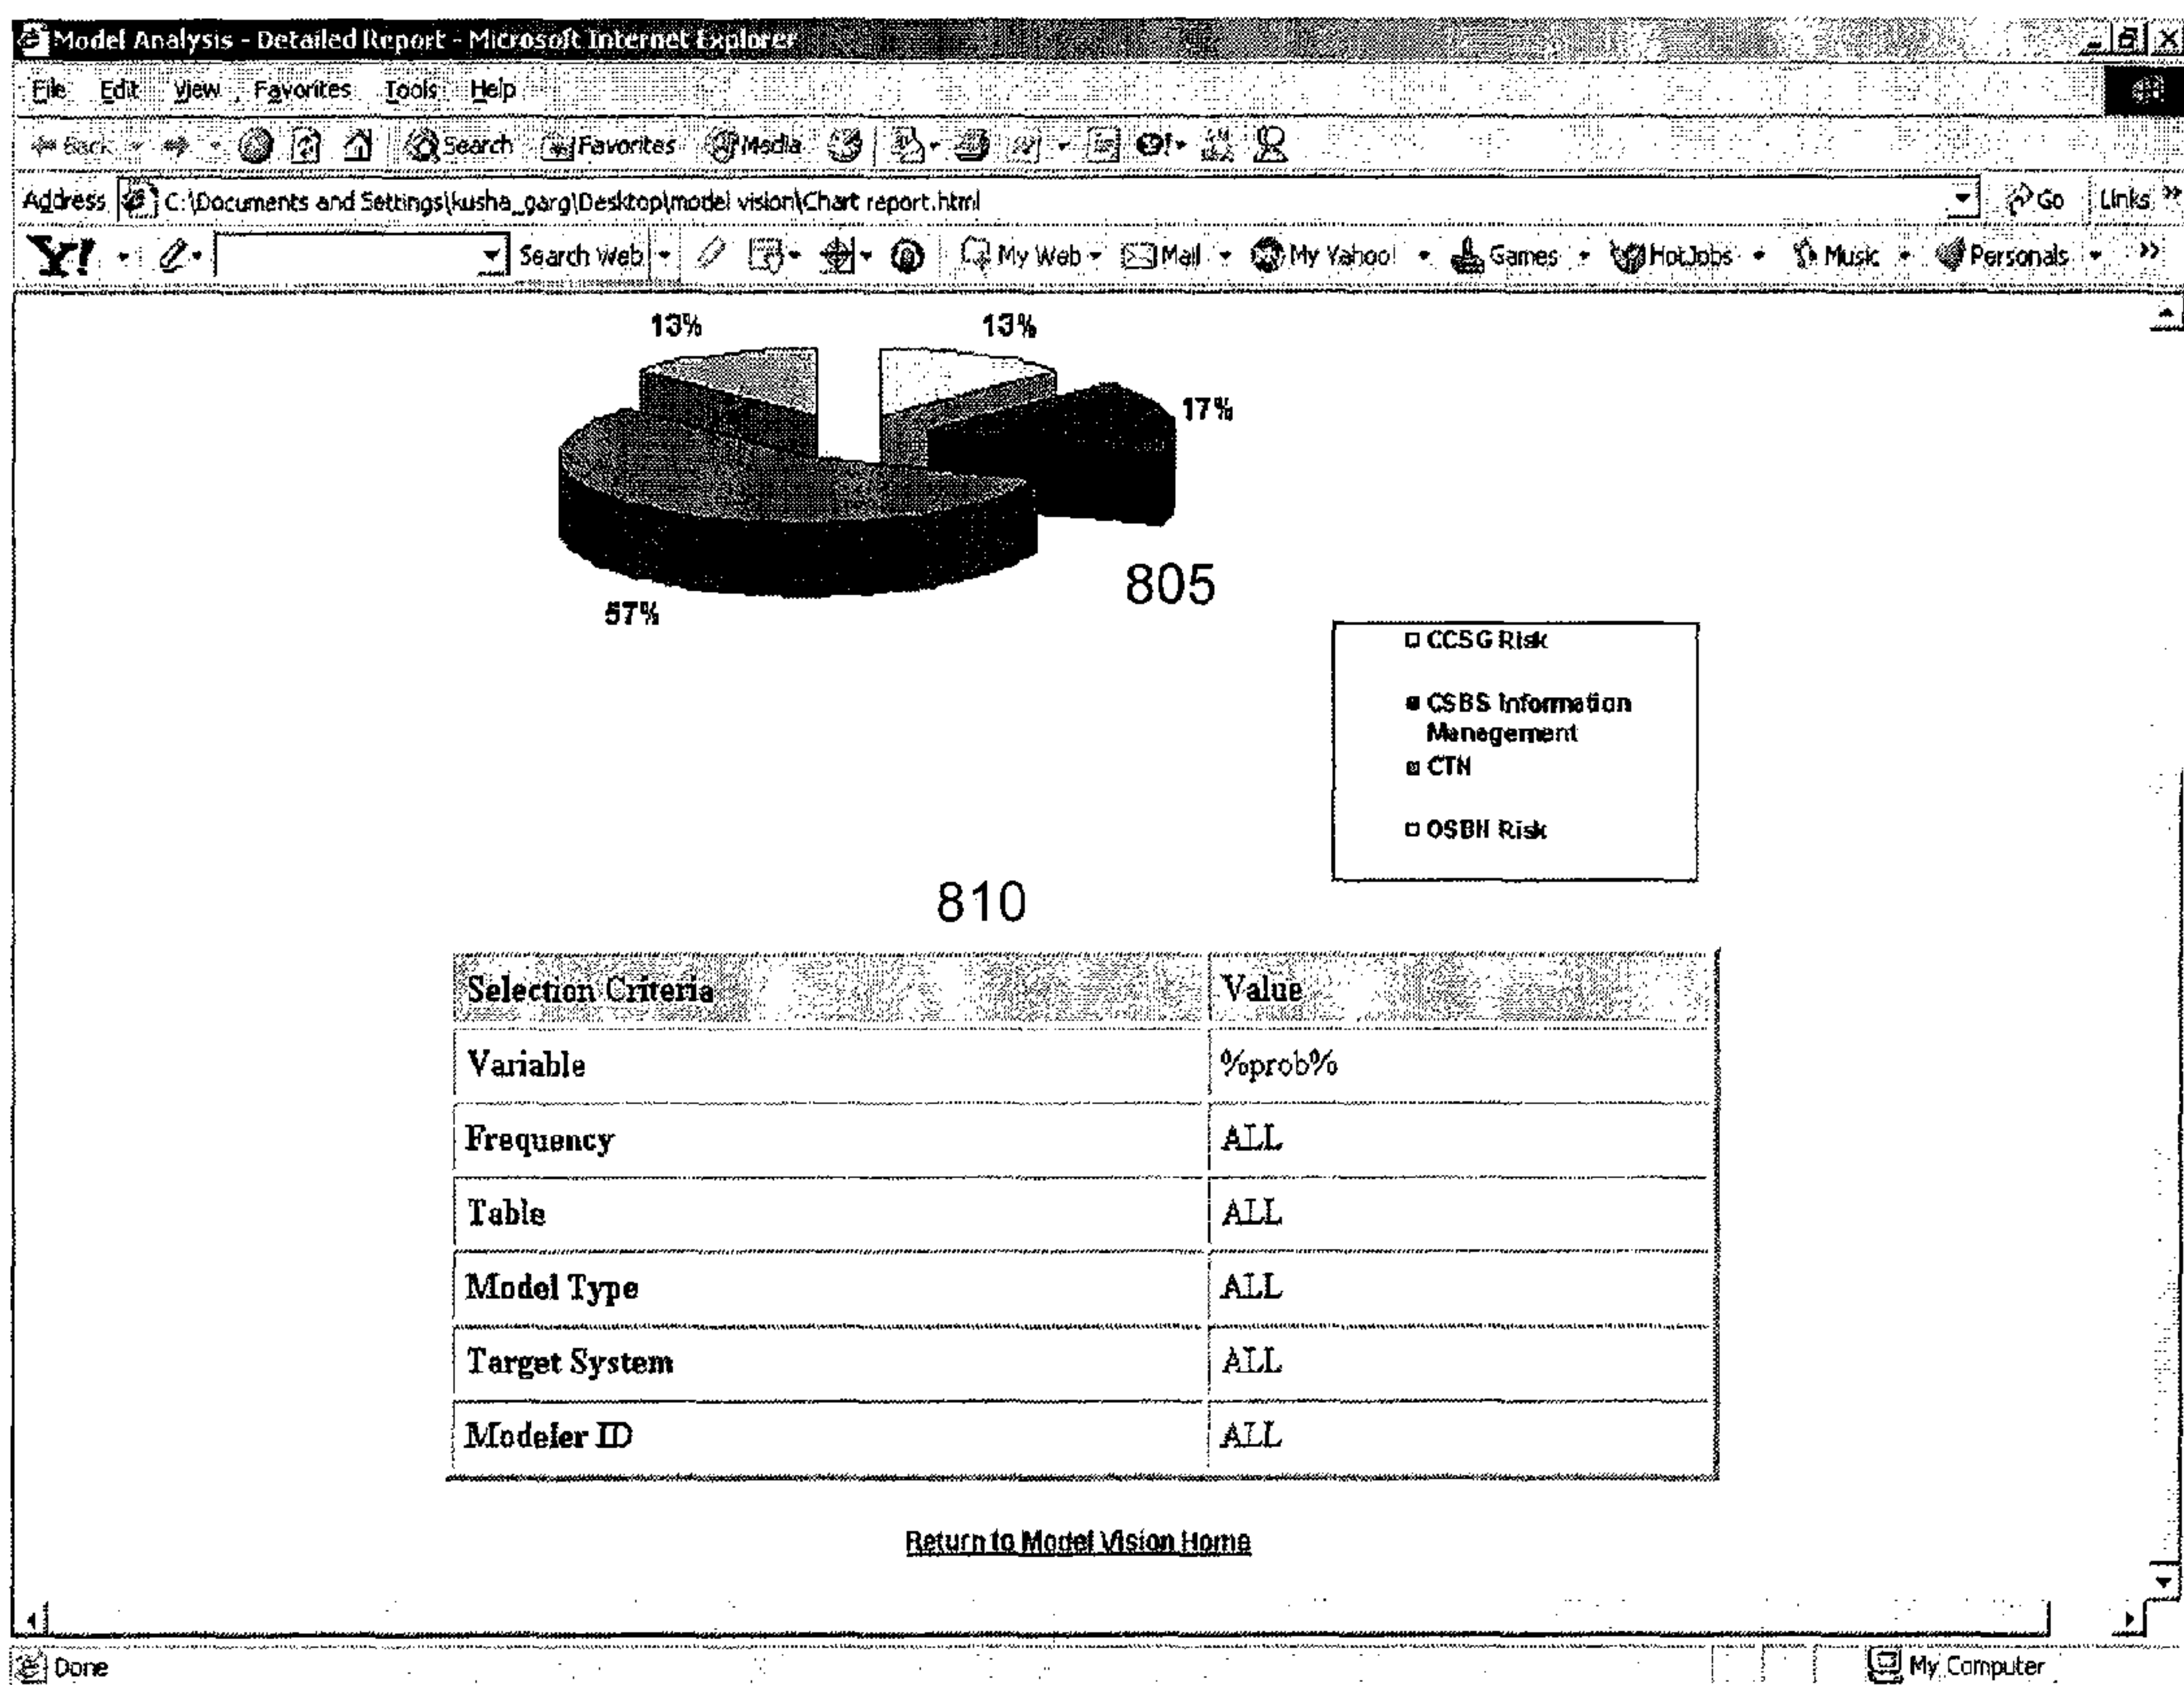 Model Analysis - Detailed Report - Microsoft Internet Explorer
File Edit View Favorites Tools Help
Back Search Favorites Media
Address C:\Documents and Settings\kusha_garg\Desktop\model vision\Chart report.html Go Links »
Y! Search Web My Web Mail My Yahoo! Games HotJobs Music Personals »
13% 13%
17%
57%
805
CCSG Risk
CSBS Information
Management
CTN
OSBN Risk
810
Selection Criteria Value
Variable %prob%
Frequency ALL
Table ALL
Model Type ALL
Target System ALL
Modeler ID ALL
Return to Model Vision Home
Done My Computer